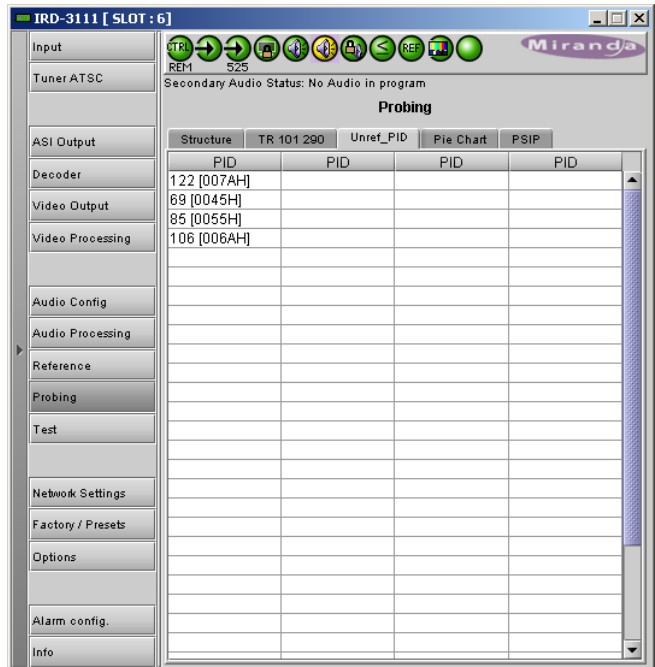 IRD-3111 [ SLOT : 6]
Input
Tuner ATSC
ASI Output
Decoder
Video Output
Video Processing
Audio Config
Audio Processing
Reference
Probing
Test
Network Settings
Factory / Presets
Options
Alarm config.
Info
CTRL REF Miranda
REM 525
Secondary Audio Status: No Audio in program
Probing
Structure TR 101 290 Unref_PID Pie Chart PSIP
PID PID PID PID
122 [007AH]
69 [0045H]
85 [0055H]
106 [006AH]